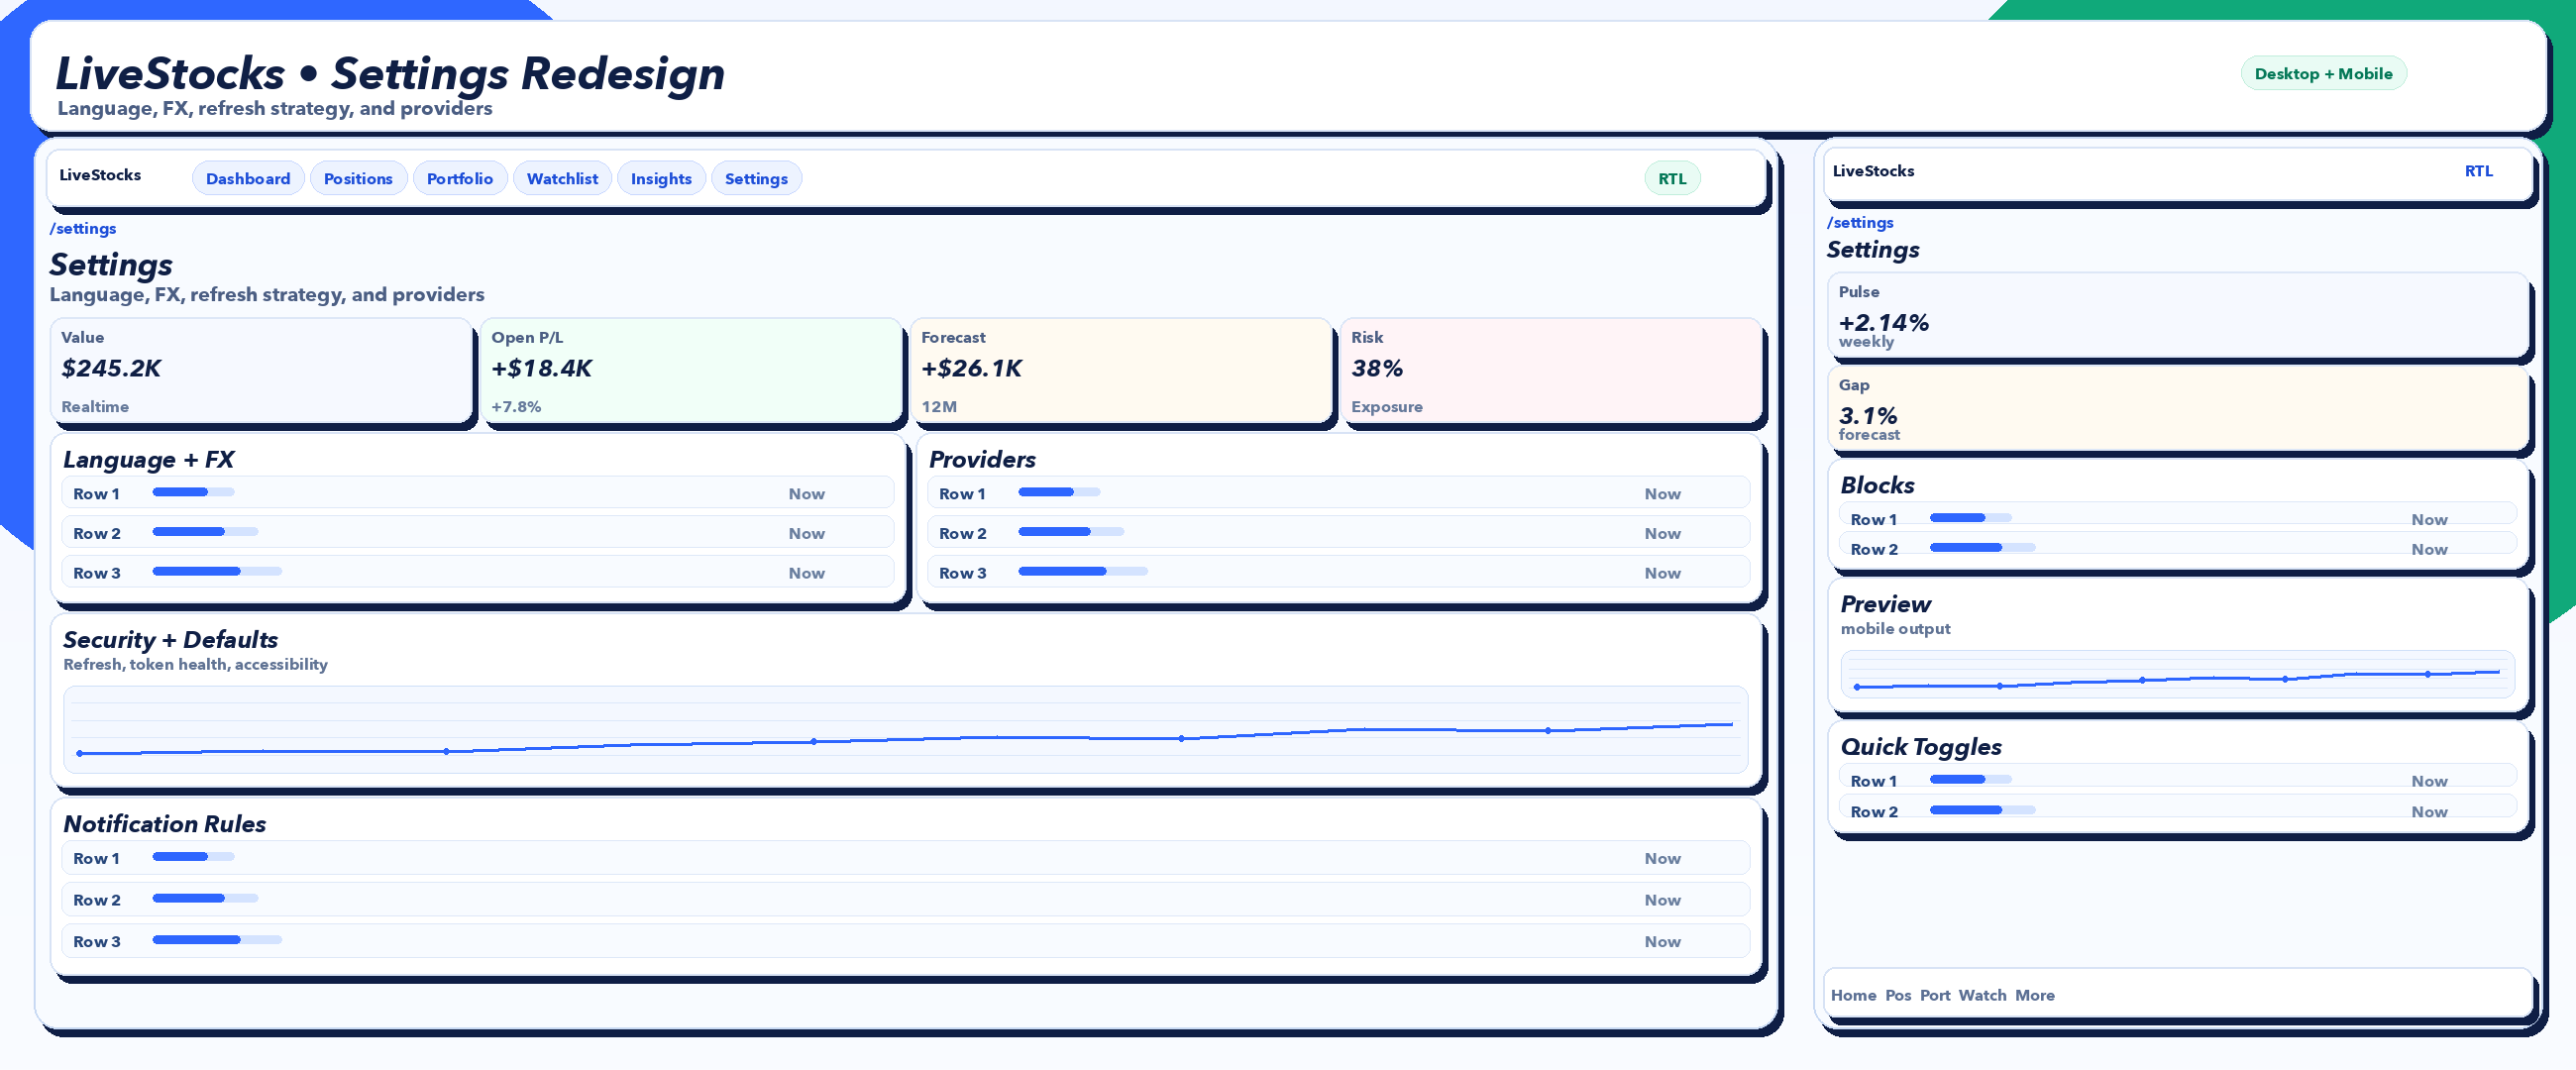 LiveStocks • Settings Redesign
Language, FX, refresh strategy, and providers
Desktop + Mobile
LiveStocks
Dashboard Positions Portfolio Watchlist Insights Settings
RTL
/settings
Settings
Language, FX, refresh strategy, and providers
Value
$245.2K
Realtime
Open P/L
+$18.4K
+7.8%
Forecast
+$26.1K
12M
Risk
38%
Exposure
Language + FX
Row 1 Now
Row 2 Now
Row 3 Now
Providers
Row 1 Now
Row 2 Now
Row 3 Now
Security + Defaults
Refresh, token health, accessibility
Notification Rules
Row 1 Now
Row 2 Now
Row 3 Now
LiveStocks
RTL
/settings
Settings
Pulse
+2.14%
weekly
Gap
3.1%
forecast
Blocks
Row 1 Now
Row 2 Now
Preview
mobile output
Quick Toggles
Row 1 Now
Row 2 Now
Home Pos Port Watch More